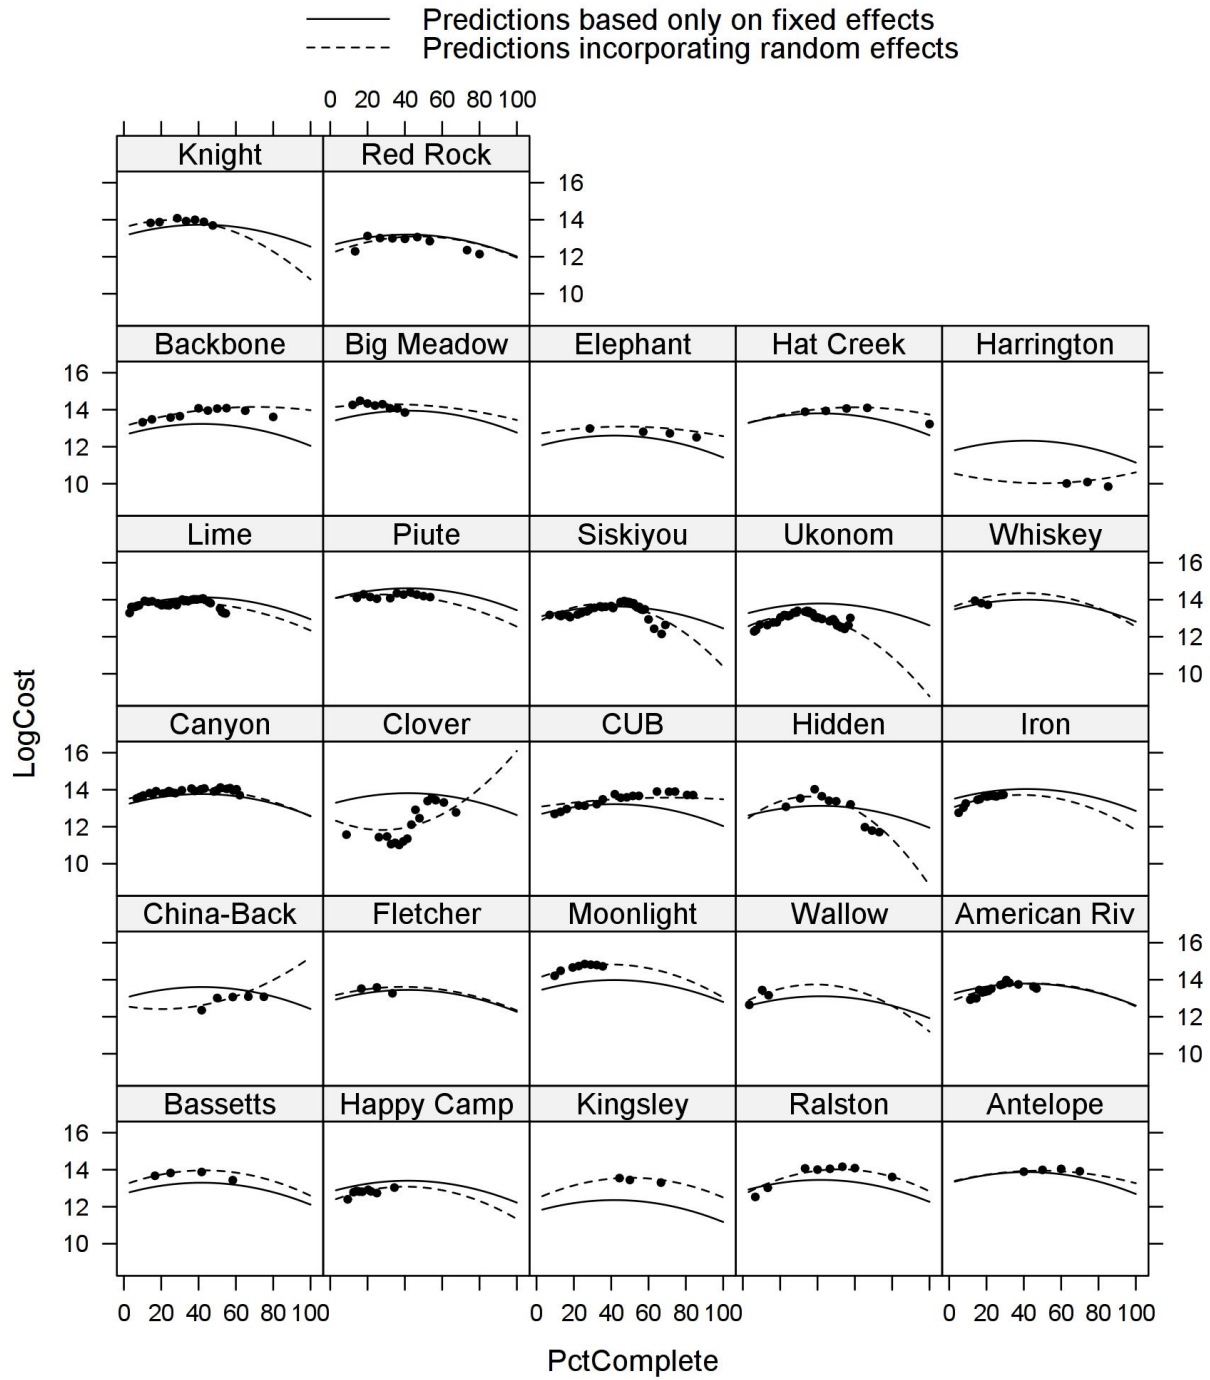 Predictions based only on fixed effects
Predictions incorporating random effects
0 20 40 60 80 100
Knight Red Rock
16
14
12
10
Backbone Big Meadow Elephant Hat Creek Harrington
16
14
12
10
Lime Piute Siskiyou Ukonom Whiskey
16
14
12
10
Canyon Clover CUB Hidden Iron
16
14
12
10
China-Back Fletcher Moonlight Wallow American Riv
16
14
12
10
Bassetts Happy Camp Kingsley Ralston Antelope
16
14
12
10
0 20 40 60 80 100 0 20 40 60 80 100 0 20 40 60 80 100
LogCost
PctComplete